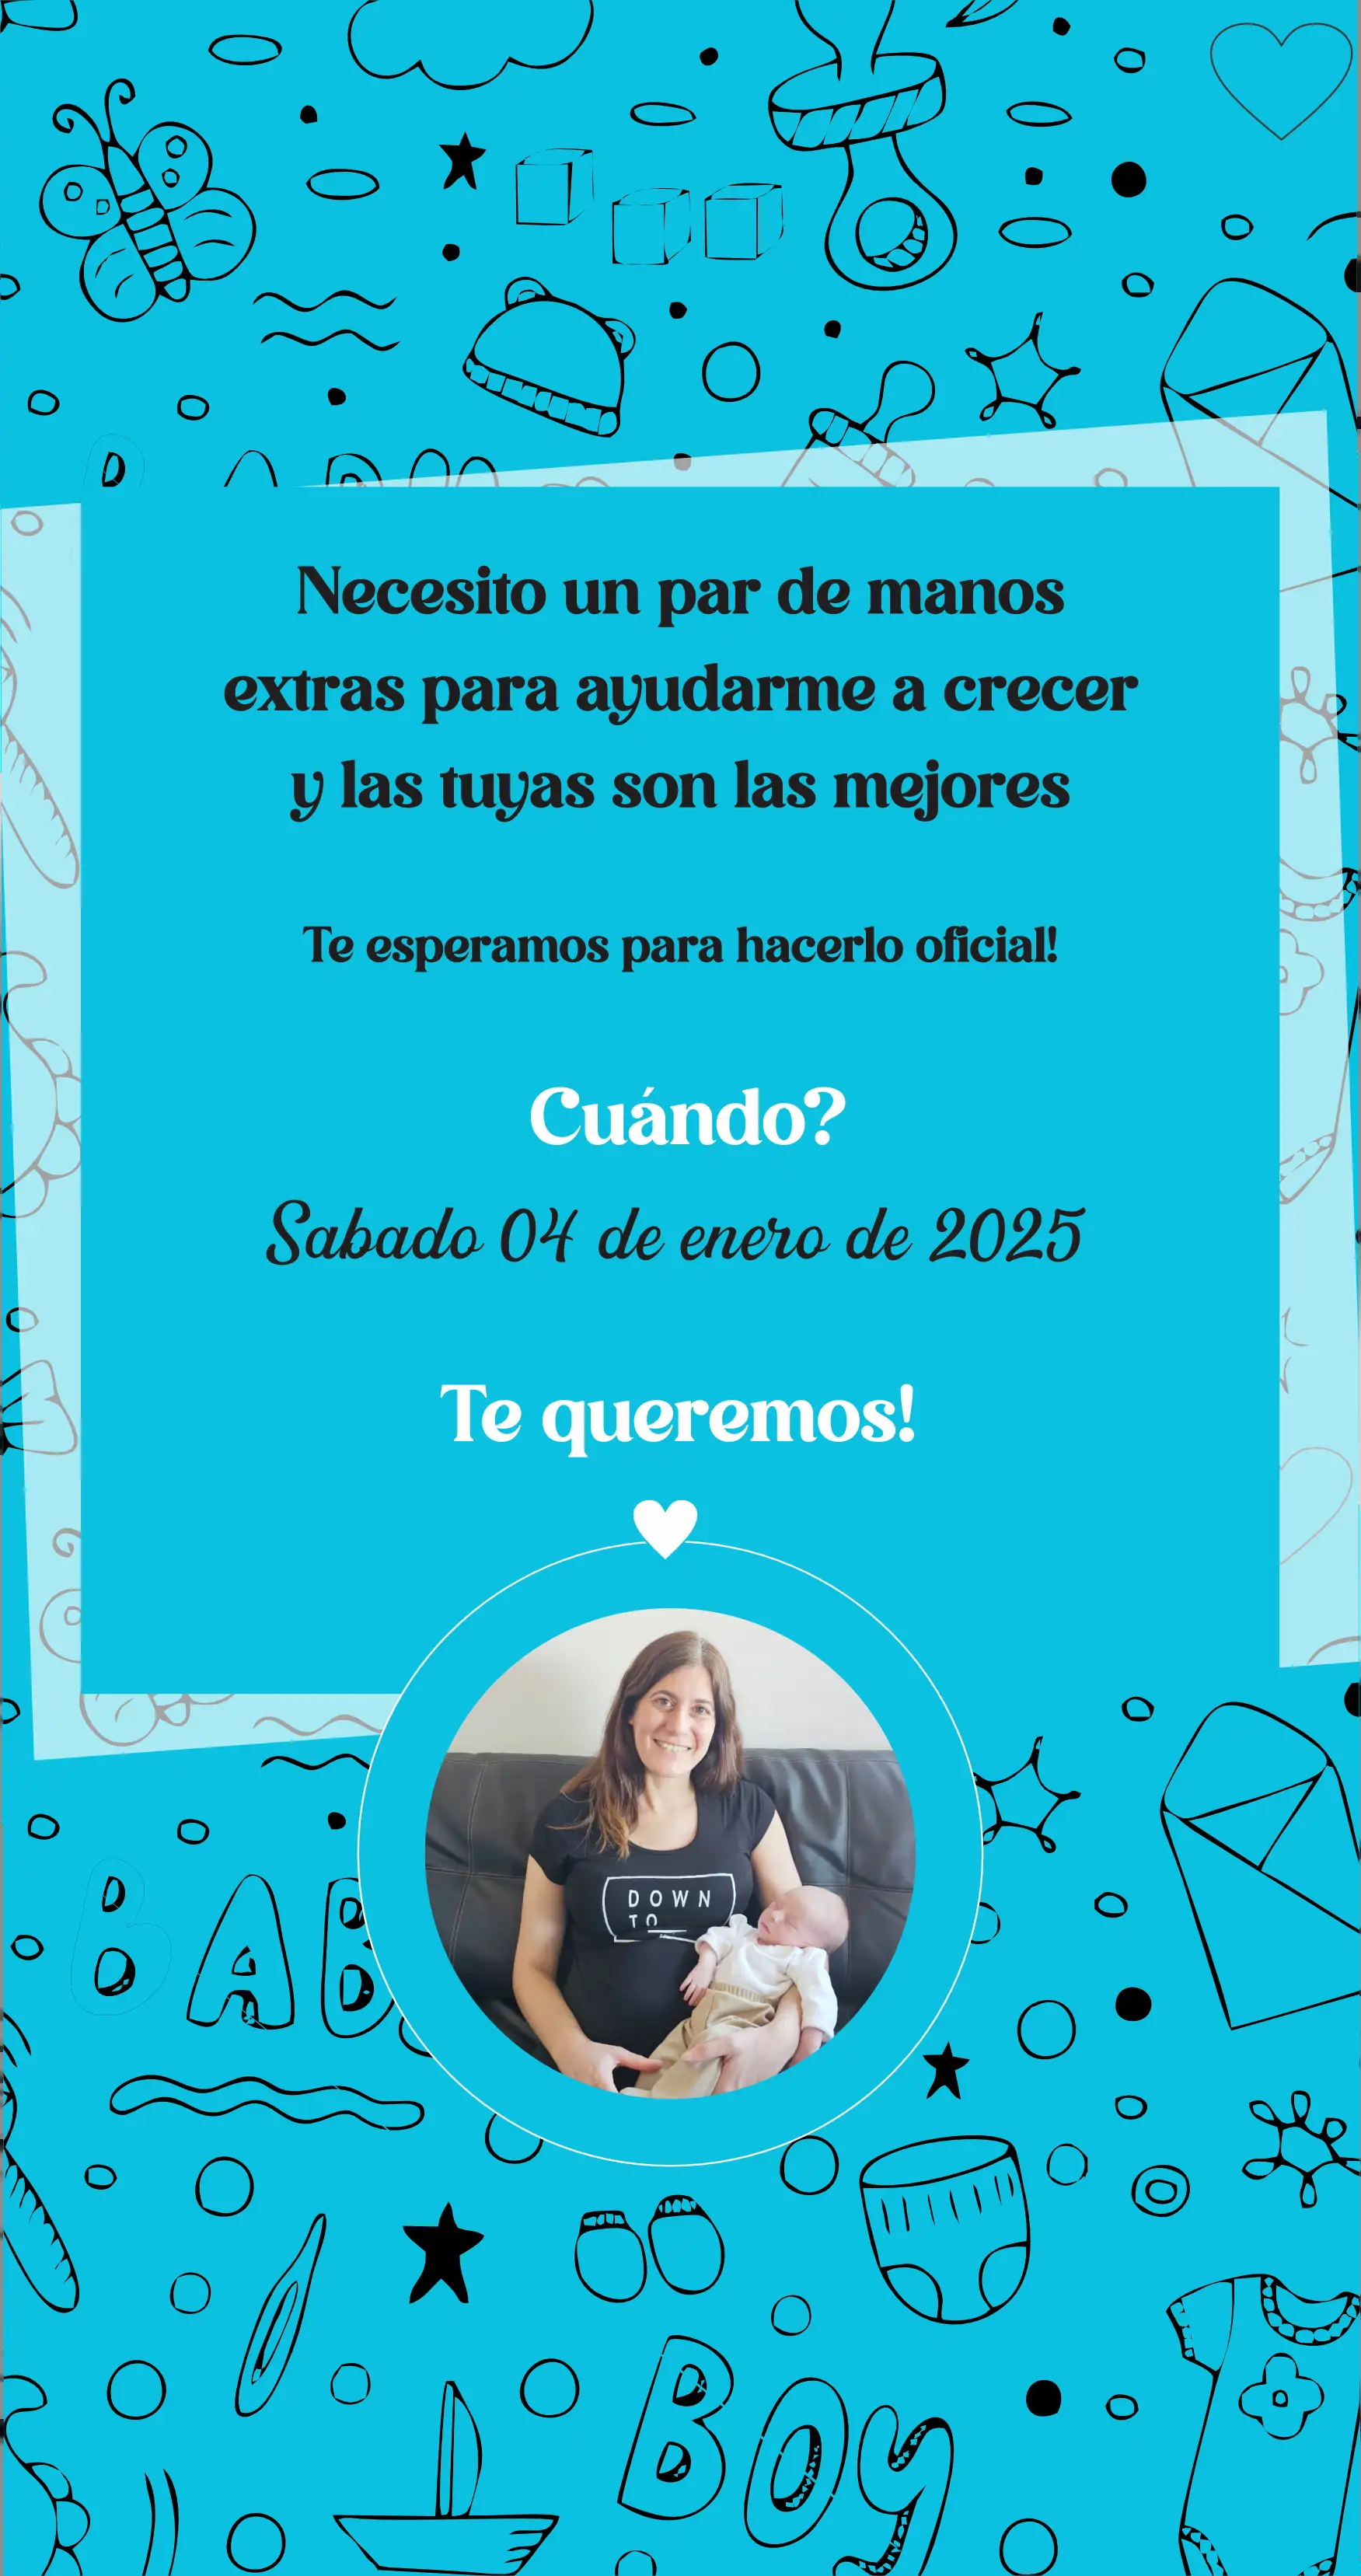 Necesito un par de manos
extras para ayudarme a crecer
y las tuyas son las mejores
Te esperamos para hacerlo oficial!
Cuándo?
Sabado 04 de enero de 2025
Te queremos!
DOWN
TO
BAB
BOY